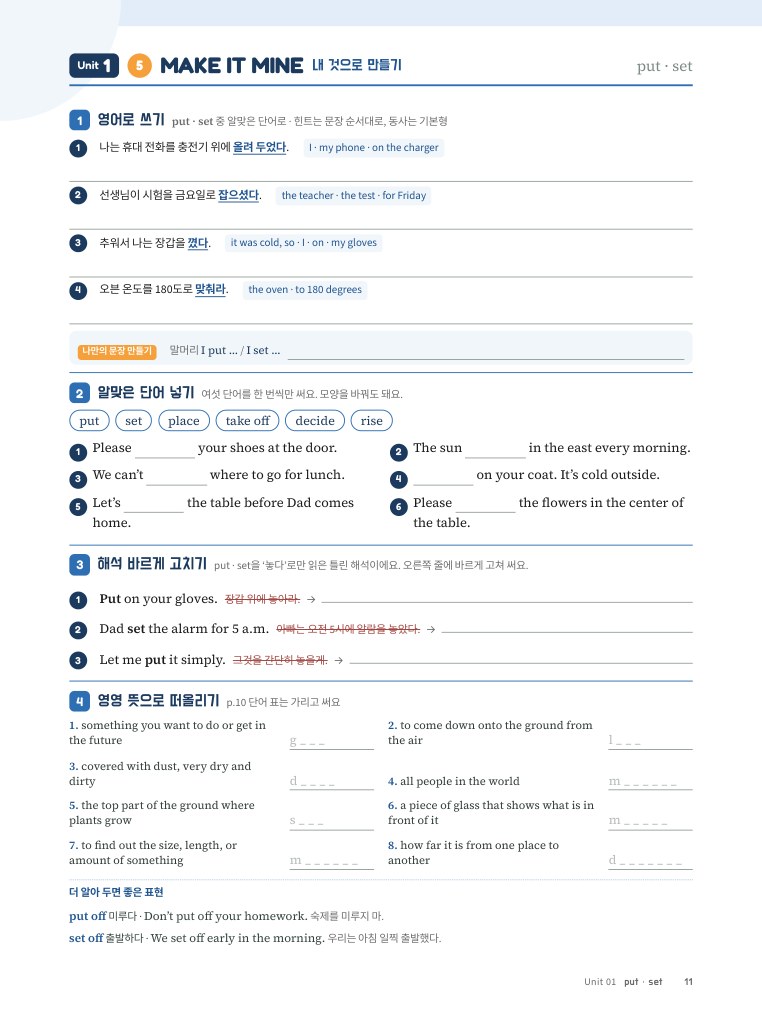 Unit 1 5 MAKE IT MINE 내 것으로 만들기 put · set
1 영어로 쓰기 put · set 중 알맞은 단어로 · 힌트는 문장 순서대로, 동사는 기본형
1 나는 휴대 전화를 충전기 위에 올려 두었다. I · my phone · on the charger
2 선생님이 시험을 금요일로 잡으셨다. the teacher · the test · for Friday
3 추워서 나는 장갑을 꼈다. it was cold, so · I · on · my gloves
4 오븐 온도를 180도로 맞춰라. the oven · to 180 degrees
나만의 문장 만들기 말머리 I put ... / I set ...
2 알맞은 단어 넣기 여섯 단어를 한 번씩만 써요. 모양을 바꿔도 돼요.
put set place take off decide rise
1 Please ________ your shoes at the door.
2 The sun ________ in the east every morning.
3 We can't ________ where to go for lunch.
4 ________ on your coat. It's cold outside.
5 Let's ________ the table before Dad comes
home.
6 Please ________ the flowers in the center of
the table.
3 해석 바르게 고치기 put · set을 '놓다'로만 읽은 틀린 해석이에요. 오른쪽 줄에 바르게 고쳐 써요.
1 Put on your gloves. 장갑 위에 놓아라. →
2 Dad set the alarm for 5 a.m. 아빠는 오전 5시에 알람을 놓았다. →
3 Let me put it simply. 그것을 간단히 놓을게. →
4 영영 뜻으로 떠올리기 p.10 단어 표는 가리고 써요
1. something you want to do or get in
the future g _ _ _
2. to come down onto the ground from
the air l _ _ _
3. covered with dust, very dry and
dirty d _ _ _ _
4. all people in the world m _ _ _ _ _ _
5. the top part of the ground where
plants grow s _ _ _
6. a piece of glass that shows what is in
front of it m _ _ _ _ _
7. to find out the size, length, or
amount of something m _ _ _ _ _ _
8. how far it is from one place to
another d _ _ _ _ _ _ _
더 알아 두면 좋은 표현
put off 미루다 · Don't put off your homework. 숙제를 미루지 마.
set off 출발하다 · We set off early in the morning. 우리는 아침 일찍 출발했다.
Unit 01 put · set 11